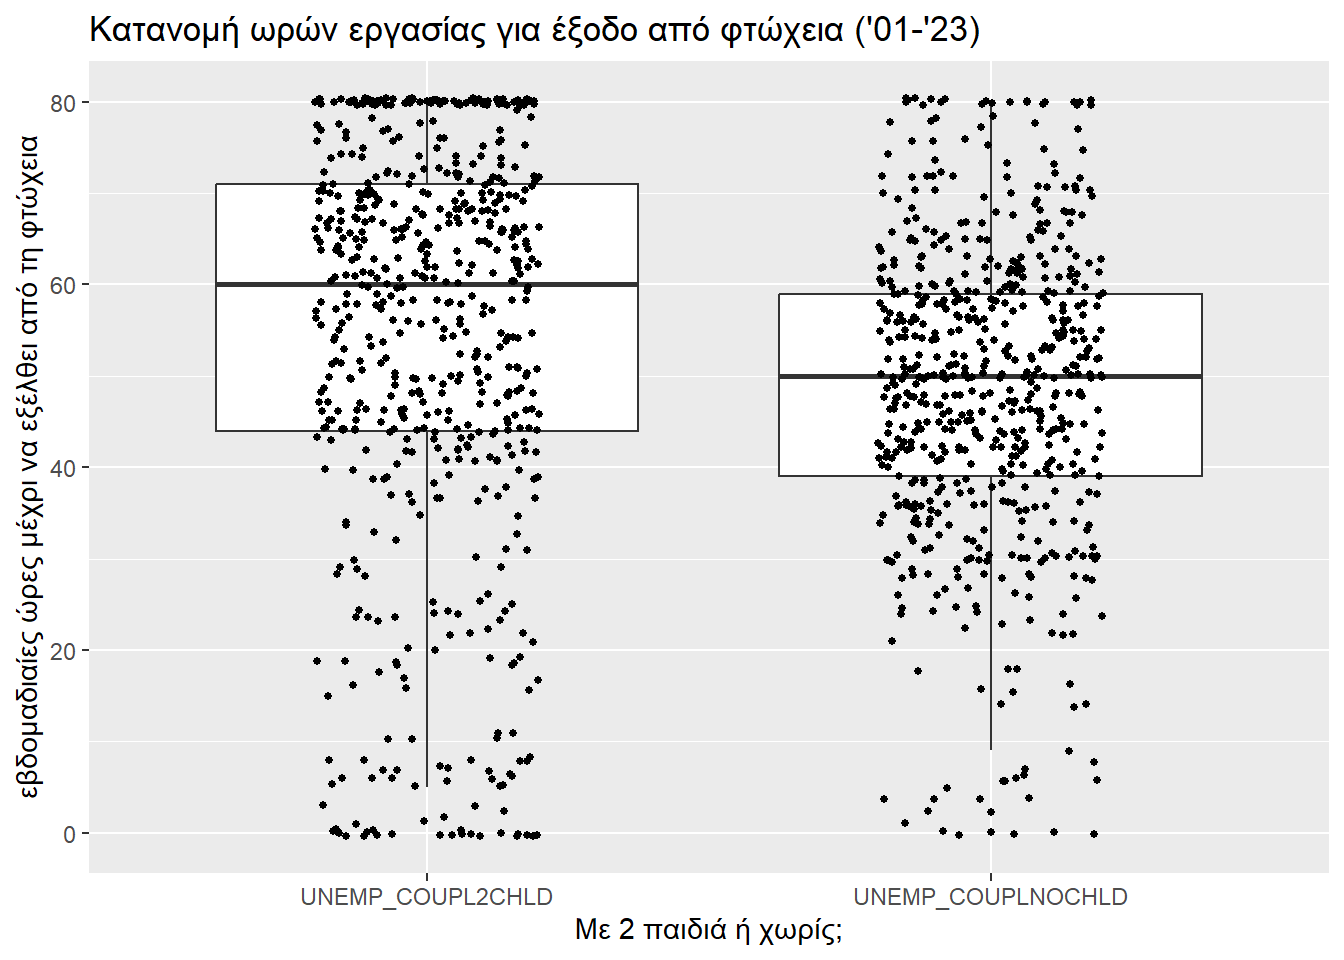 Κατανομή ωρών εργασίας για έξοδο από φτώχεια ('01-'23)
εβδομαδιαίες ώρες μέχρι να εξέλθει από τη φτώχεια
80
60
40
20
0
UNEMP_COUPL2CHLD
UNEMP_COUPLNOCHLD
Με 2 παιδιά ή χωρίς;